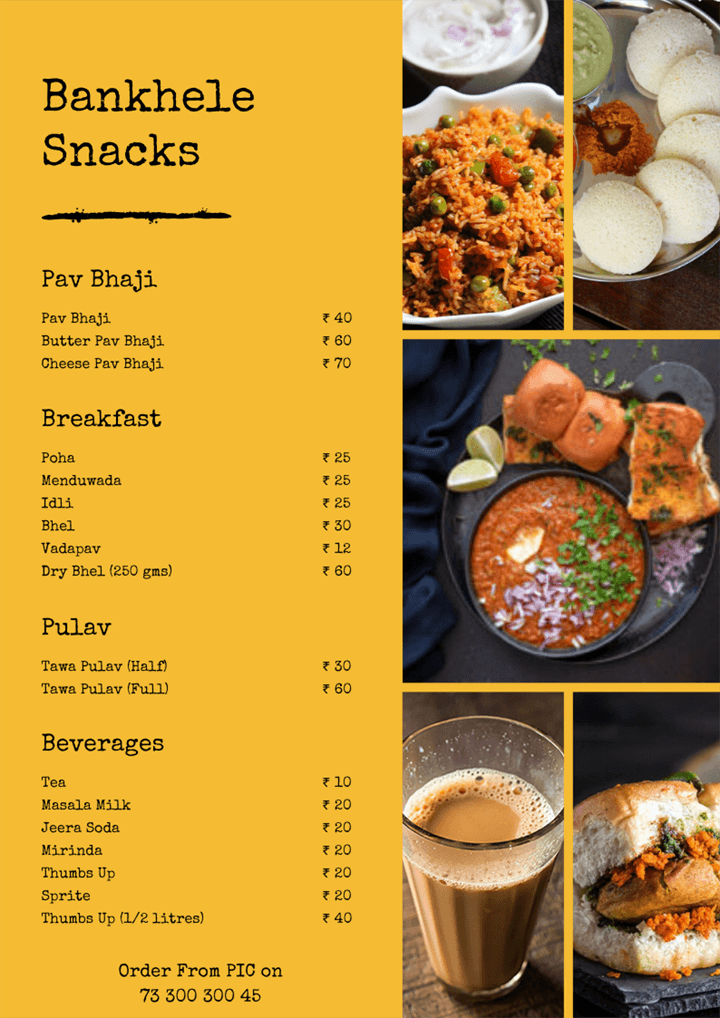 Bankhele
Snacks
Pav Bhaji
Pav Bhaji ₹ 40
Butter Pav Bhaji ₹ 60
Cheese Pav Bhaji ₹ 70
Breakfast
Poha ₹ 25
Menduwada ₹ 25
Idli ₹ 25
Bhel ₹ 30
Vadapav ₹ 12
Dry Bhel (250 gms) ₹ 60
Pulav
Tawa Pulav (Half) ₹ 30
Tawa Pulav (Full) ₹ 60
Beverages
Tea ₹ 10
Masala Milk ₹ 20
Jeera Soda ₹ 20
Mirinda ₹ 20
Thumbs Up ₹ 20
Sprite ₹ 20
Thumbs Up (1/2 litres) ₹ 40
Order From PIC on
73 300 300 45